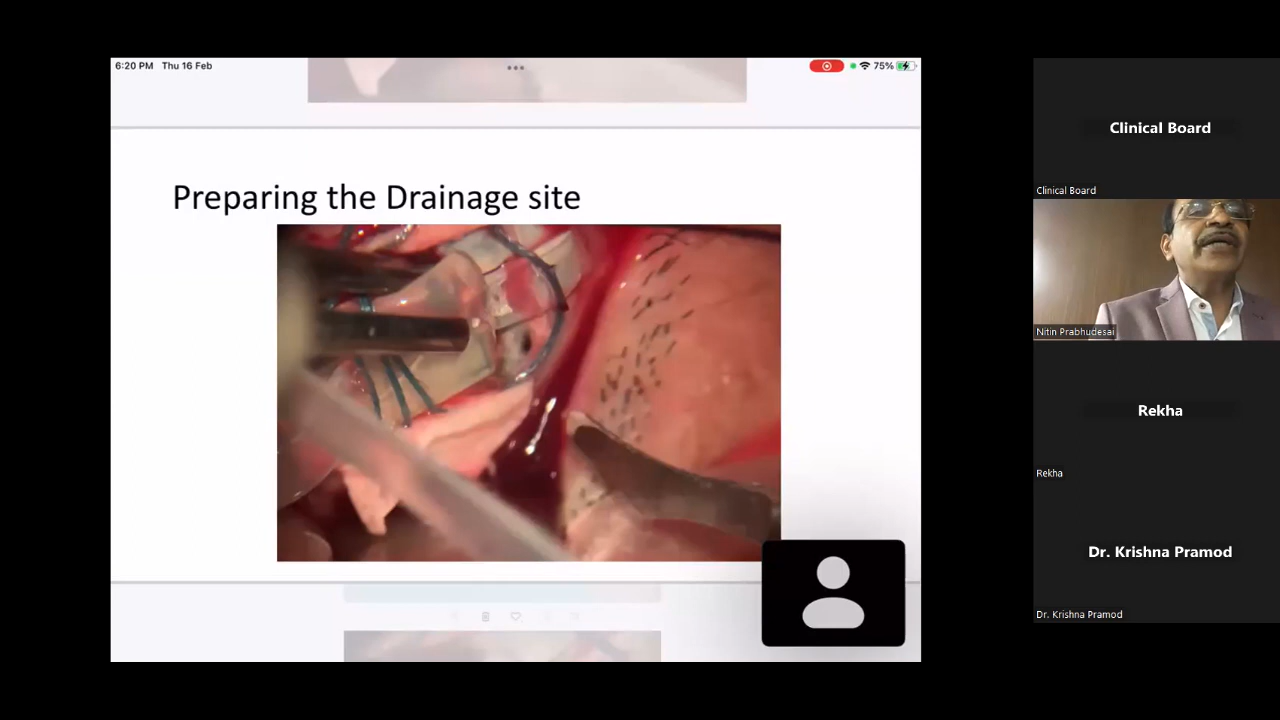 6:20 PM Thu 16 Feb
75%
Preparing the Drainage site
Clinical Board
Clinical Board
Nitin Prabhudesai
Rekha
Rekha
Dr. Krishna Pramod
Dr. Krishna Pramod